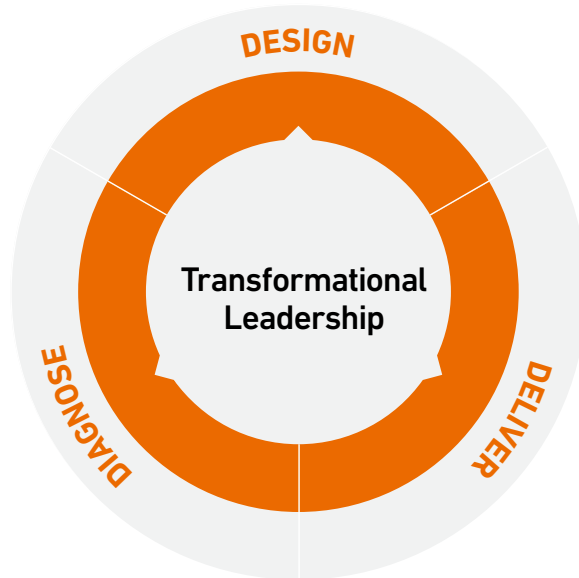 DESIGN
Transformational
Leadership
DIAGNOSE
DELIVER